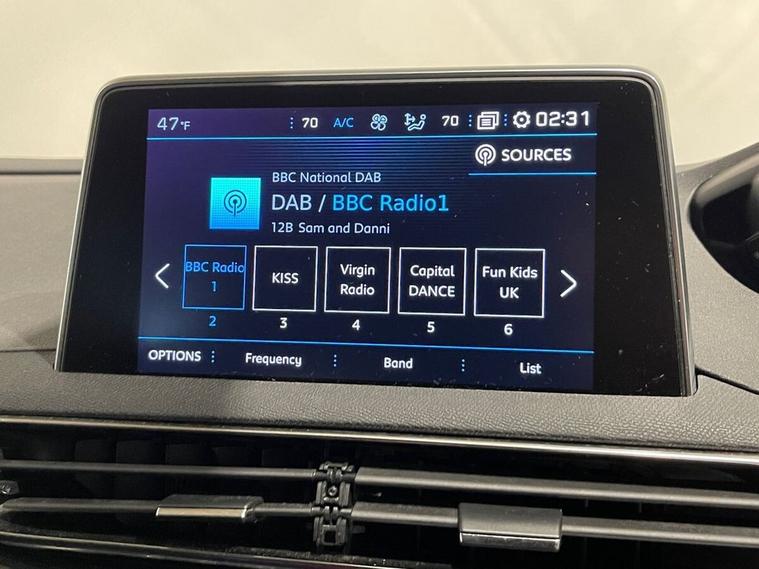 47°F
70 A/C 70 02:31
SOURCES
BBC National DAB
DAB / BBC Radio1
12B Sam and Danni
BBC Radio
1
KISS
Virgin
Radio
Capital
DANCE
Fun Kids
UK
2 3 4 5 6
OPTIONS Frequency Band List